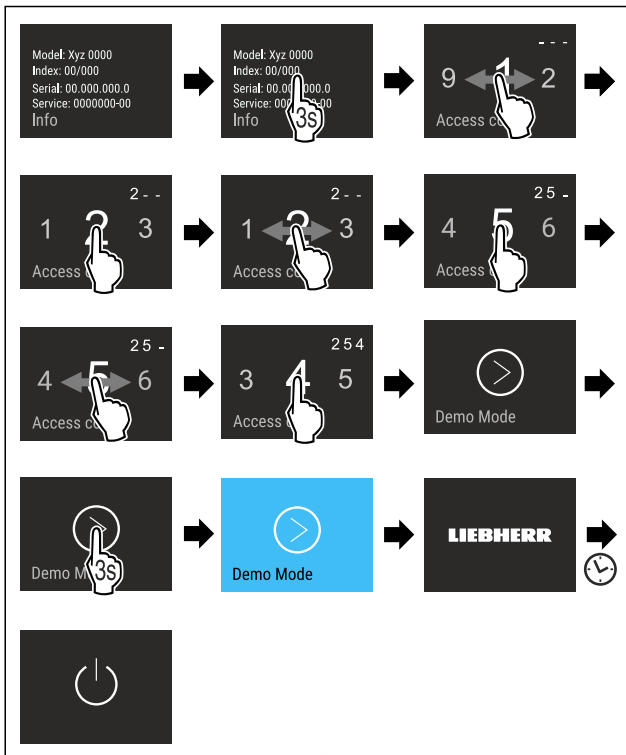 Model: Xyz 0000
Index: 00/000
Serial: 00.000.000.0
Service: 0000000-00
Info
Model: Xyz 0000
Index: 00/000
Serial: 00.000.000.0
Service: 00 -00
Info
3s
- - -
9 1 2
Access
2 - -
1 2 3
Access
2 - -
1 2 3
Access
2 5 -
4 5 6
Access
2 5 -
4 5 6
Access
2 5 4
3 4 5
Access
Demo Mode
Demo M
3s
Demo Mode
LIEBHERR